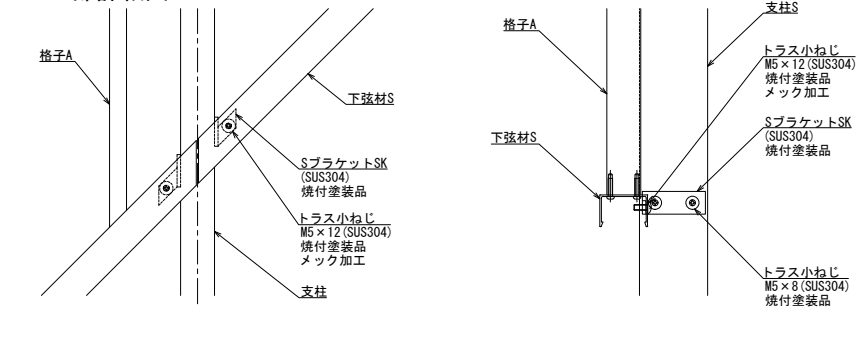 格子A
下弦材S
SブラケットSK
(SUS304)
焼付塗装品
トラス小ねじ
M5×12(SUS304)
焼付塗装品
メック加工
支柱
支柱S
格子A
トラス小ねじ
M5×12(SUS304)
焼付塗装品
メック加工
下弦材S
SブラケットSK
(SUS304)
焼付塗装品
トラス小ねじ
M5×8(SUS304)
焼付塗装品